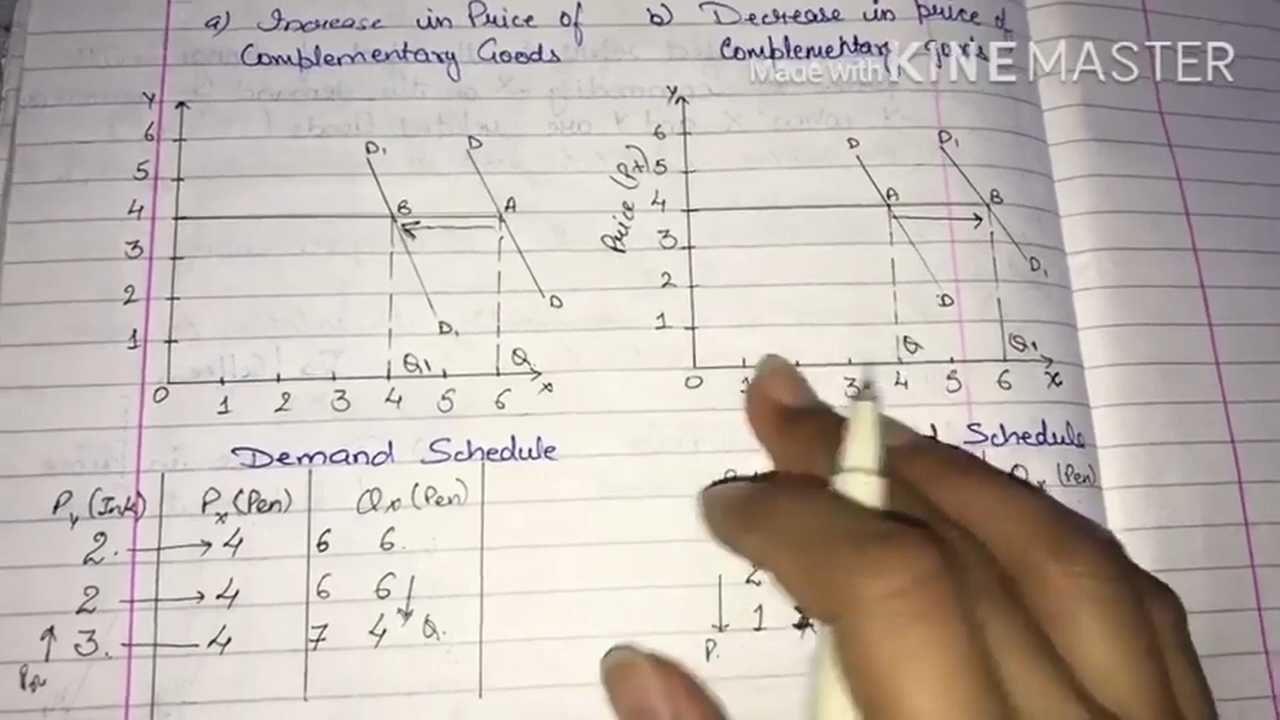 a) Increase in Price of
Complementary Goods
b) Decrease in price of
Complementary
Made with KINEMASTER
Y
6
5
4
3
2
1
0
D1
D
B
A
D
D1
Q1
Q
1 2 3 4 5 6 x
Y
Price (Px)
6
5
4
3
2
1
0
D
D1
A
B
D1
D
Q
Q1
1 3 4 5 6 x
Demand Schedule
Py (Ink) Px (Pen) Qx (Pen)
2 → 4 6 6
2 → 4 6 6
↑ 3 4 7 4 Q
Schedule
Qx (Pen)
2
1
P.